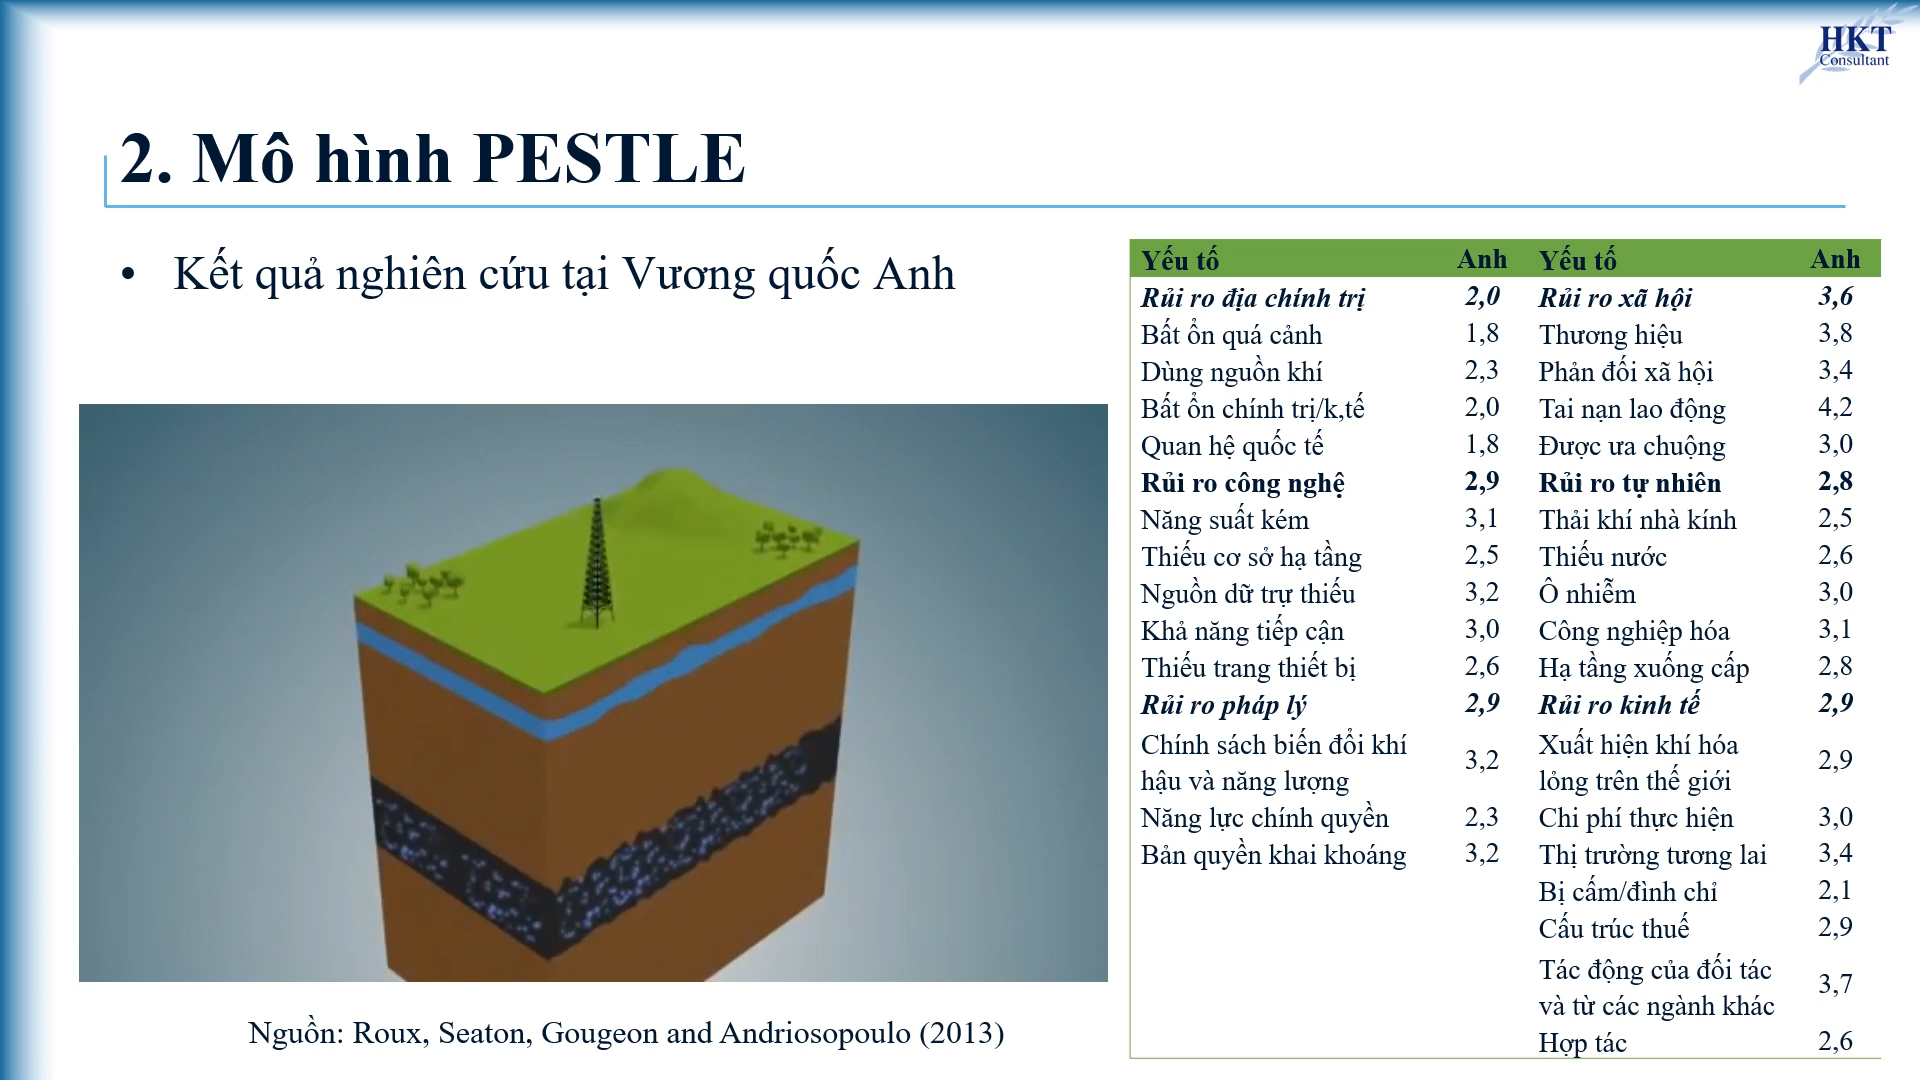 HKT
Consultant
2. Mô hình PESTLE
• Kết quả nghiên cứu tại Vương quốc Anh
Yếu tố Anh Yếu tố Anh
Rủi ro địa chính trị 2,0 Rủi ro xã hội 3,6
Bất ổn quá cảnh 1,8 Thương hiệu 3,8
Dùng nguồn khí 2,3 Phản đối xã hội 3,4
Bất ổn chính trị/k,tế 2,0 Tai nạn lao động 4,2
Quan hệ quốc tế 1,8 Được ưa chuộng 3,0
Rủi ro công nghệ 2,9 Rủi ro tự nhiên 2,8
Năng suất kém 3,1 Thải khí nhà kính 2,5
Thiếu cơ sở hạ tầng 2,5 Thiếu nước 2,6
Nguồn dữ trự thiếu 3,2 Ô nhiễm 3,0
Khả năng tiếp cận 3,0 Công nghiệp hóa 3,1
Thiếu trang thiết bị 2,6 Hạ tầng xuống cấp 2,8
Rủi ro pháp lý 2,9 Rủi ro kinh tế 2,9
Chính sách biến đổi khí Xuất hiện khí hóa
hậu và năng lượng 3,2 lỏng trên thế giới 2,9
Năng lực chính quyền 2,3 Chi phí thực hiện 3,0
Bản quyền khai khoáng 3,2 Thị trường tương lai 3,4
Bị cấm/đình chỉ 2,1
Cấu trúc thuế 2,9
Tác động của đối tác
và từ các ngành khác 3,7
Hợp tác 2,6
Nguồn: Roux, Seaton, Gougeon and Andriosopoulo (2013)